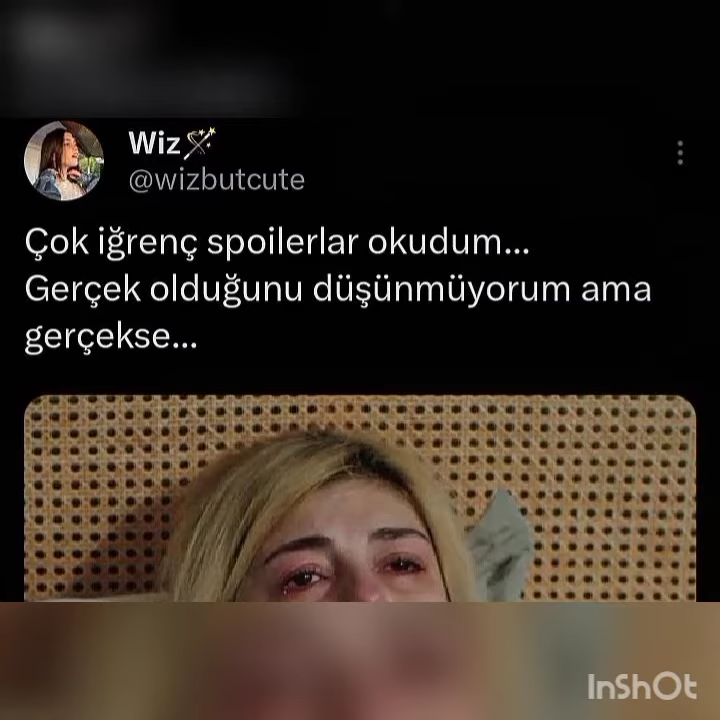 Wiz
@wizbutcute
Çok iğrenç spoilerlar okudum...
Gerçek olduğunu düşünmüyorum ama
gerçekse...
InShOt